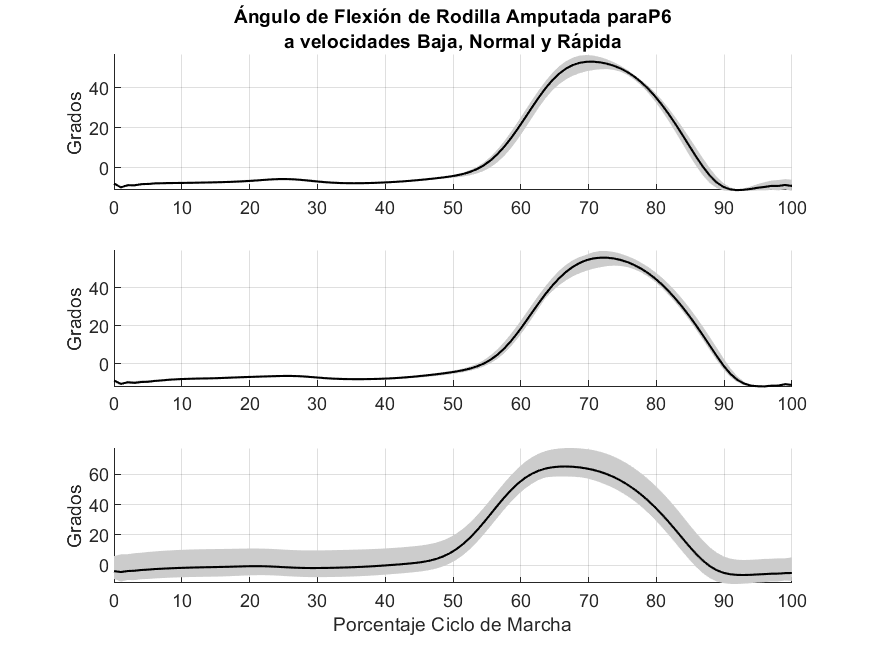 Ángulo de Flexión de Rodilla Amputada paraP6
a velocidades Baja, Normal y Rápida
Grados
40
20
0
0 10 20 30 40 50 60 70 80 90 100
Grados
40
20
0
0 10 20 30 40 50 60 70 80 90 100
Grados
60
40
20
0
0 10 20 30 40 50 60 70 80 90 100
Porcentaje Ciclo de Marcha